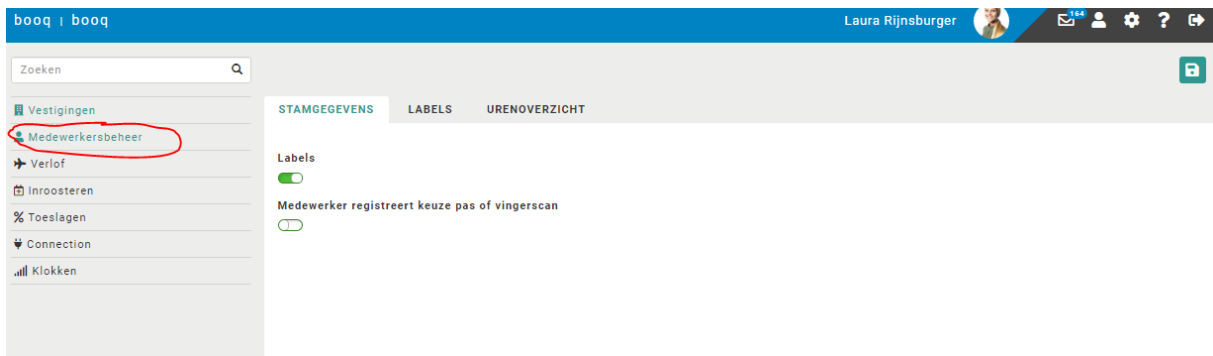 booq | booq
Laura Rijnsburger
164
Zoeken
Vestigingen
Medewerkersbeheer
Verlof
Inroosteren
Toeslagen
Connection
Klokken
STAMGEGEVENS LABELS URENOVERZICHT
Labels
Medewerker registreert keuze pas of vingerscan